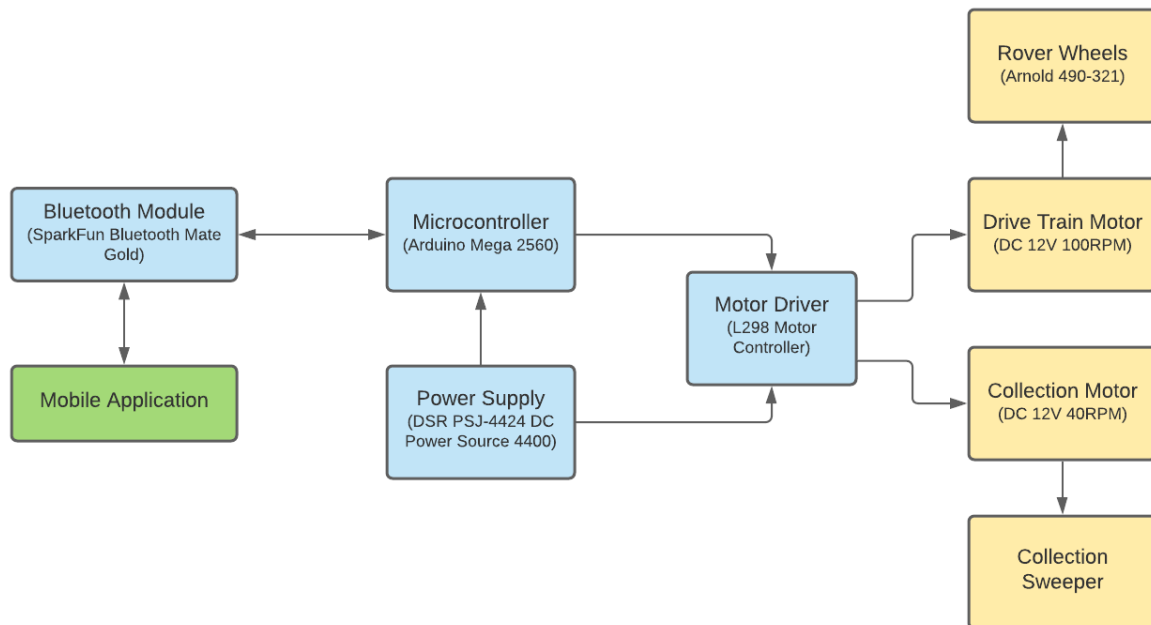 Rover Wheels
(Arnold 490-321)
Bluetooth Module
(SparkFun Bluetooth Mate
Gold)
Microcontroller
(Arduino Mega 2560)
Drive Train Motor
(DC 12V 100RPM)
Motor Driver
(L298 Motor
Controller)
Mobile Application
Power Supply
(DSR PSJ-4424 DC
Power Source 4400)
Collection Motor
(DC 12V 40RPM)
Collection
Sweeper